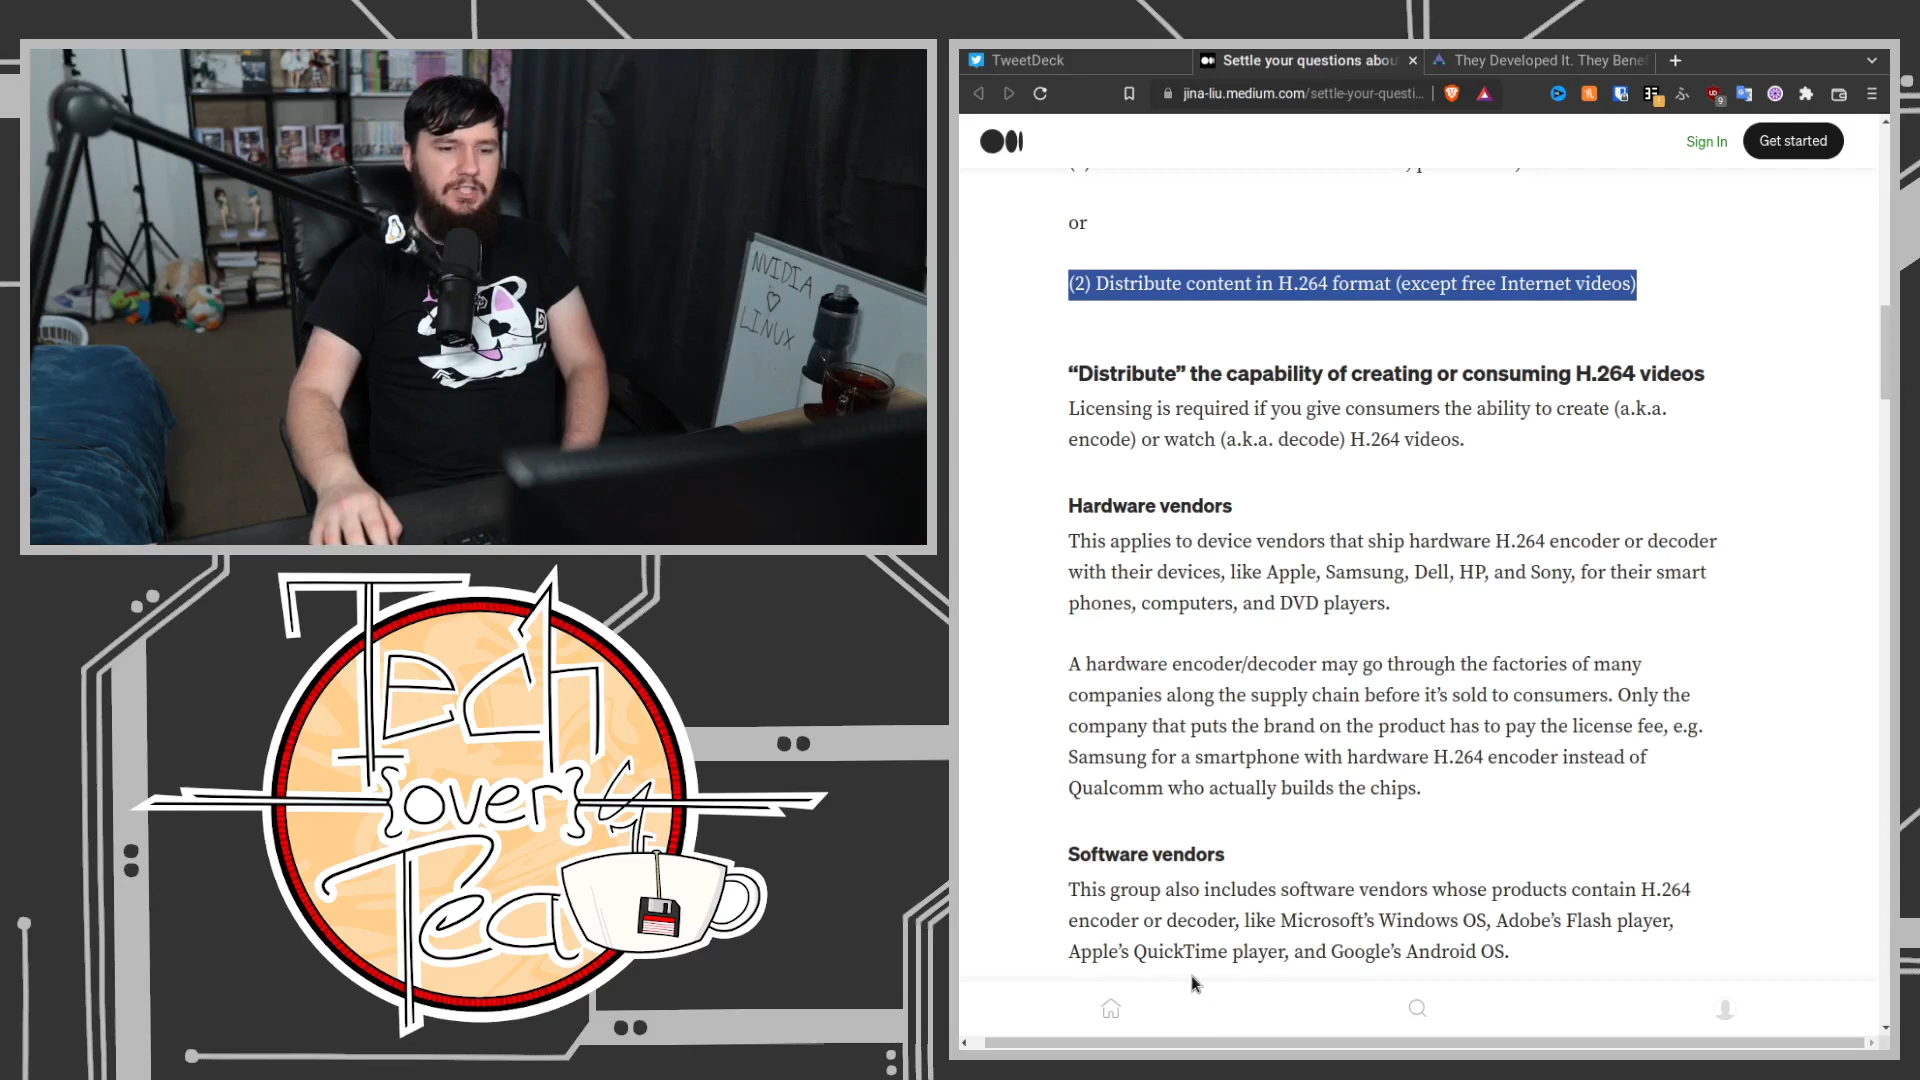 TweetDeck
Settle your questions abou
They Developed It. They Bene
jina-liu.medium.com/settle-your-questi...
9
Sign In
Get started
or
(2) Distribute content in H.264 format (except free Internet videos)
“Distribute” the capability of creating or consuming H.264 videos
Licensing is required if you give consumers the ability to create (a.k.a.
encode) or watch (a.k.a. decode) H.264 videos.
Hardware vendors
This applies to device vendors that ship hardware H.264 encoder or decoder
with their devices, like Apple, Samsung, Dell, HP, and Sony, for their smart
phones, computers, and DVD players.
A hardware encoder/decoder may go through the factories of many
companies along the supply chain before it’s sold to consumers. Only the
company that puts the brand on the product has to pay the license fee, e.g.
Samsung for a smartphone with hardware H.264 encoder instead of
Qualcomm who actually builds the chips.
Software vendors
This group also includes software vendors whose products contain H.264
encoder or decoder, like Microsoft’s Windows OS, Adobe’s Flash player,
Apple’s QuickTime player, and Google’s Android OS.
NVIDIA
♡
LINUX
Tech
{over}
Tea